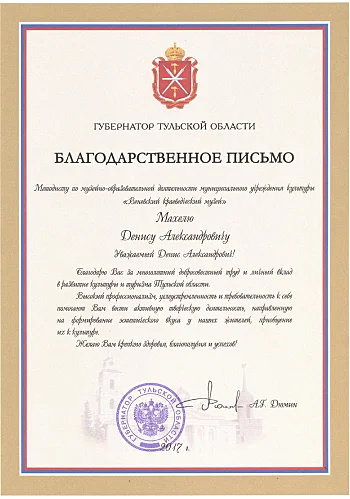 ГУБЕРНАТОР ТУЛЬСКОЙ ОБЛАСТИ
БЛАГОДАРСТВЕННОЕ ПИСЬМО
Методисту по музейно-образовательной деятельности муниципального учреждения культуры
«Веневский краеведческий музей»
Махелю
Денису Александровичу
Уважаемый Денис Александрович!
Благодарю Вас за многолетний добросовестный труд и личный вклад
в развитие культуры и туризма Тульской области.
Высокий профессионализм, целеустремленность и требовательность к себе
помогают Вам вести активную творческую деятельность, направленную
на формирование эстетического вкуса у наших жителей, приобщение
их к культуре.
Желаю Вам крепкого здоровья, благополучия и успехов!
А.Г. Дюмин
ГУБЕРНАТОР ТУЛЬСКОЙ ОБЛАСТИ
2017 г.